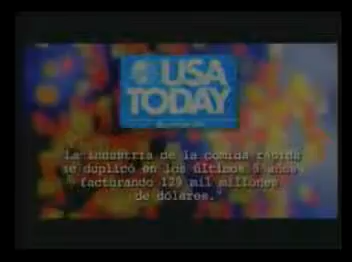 USA
TODAY
La industria de la comida rápida
se duplicó en los últimos 5 años
facturando 129 mil millones
de dólares."